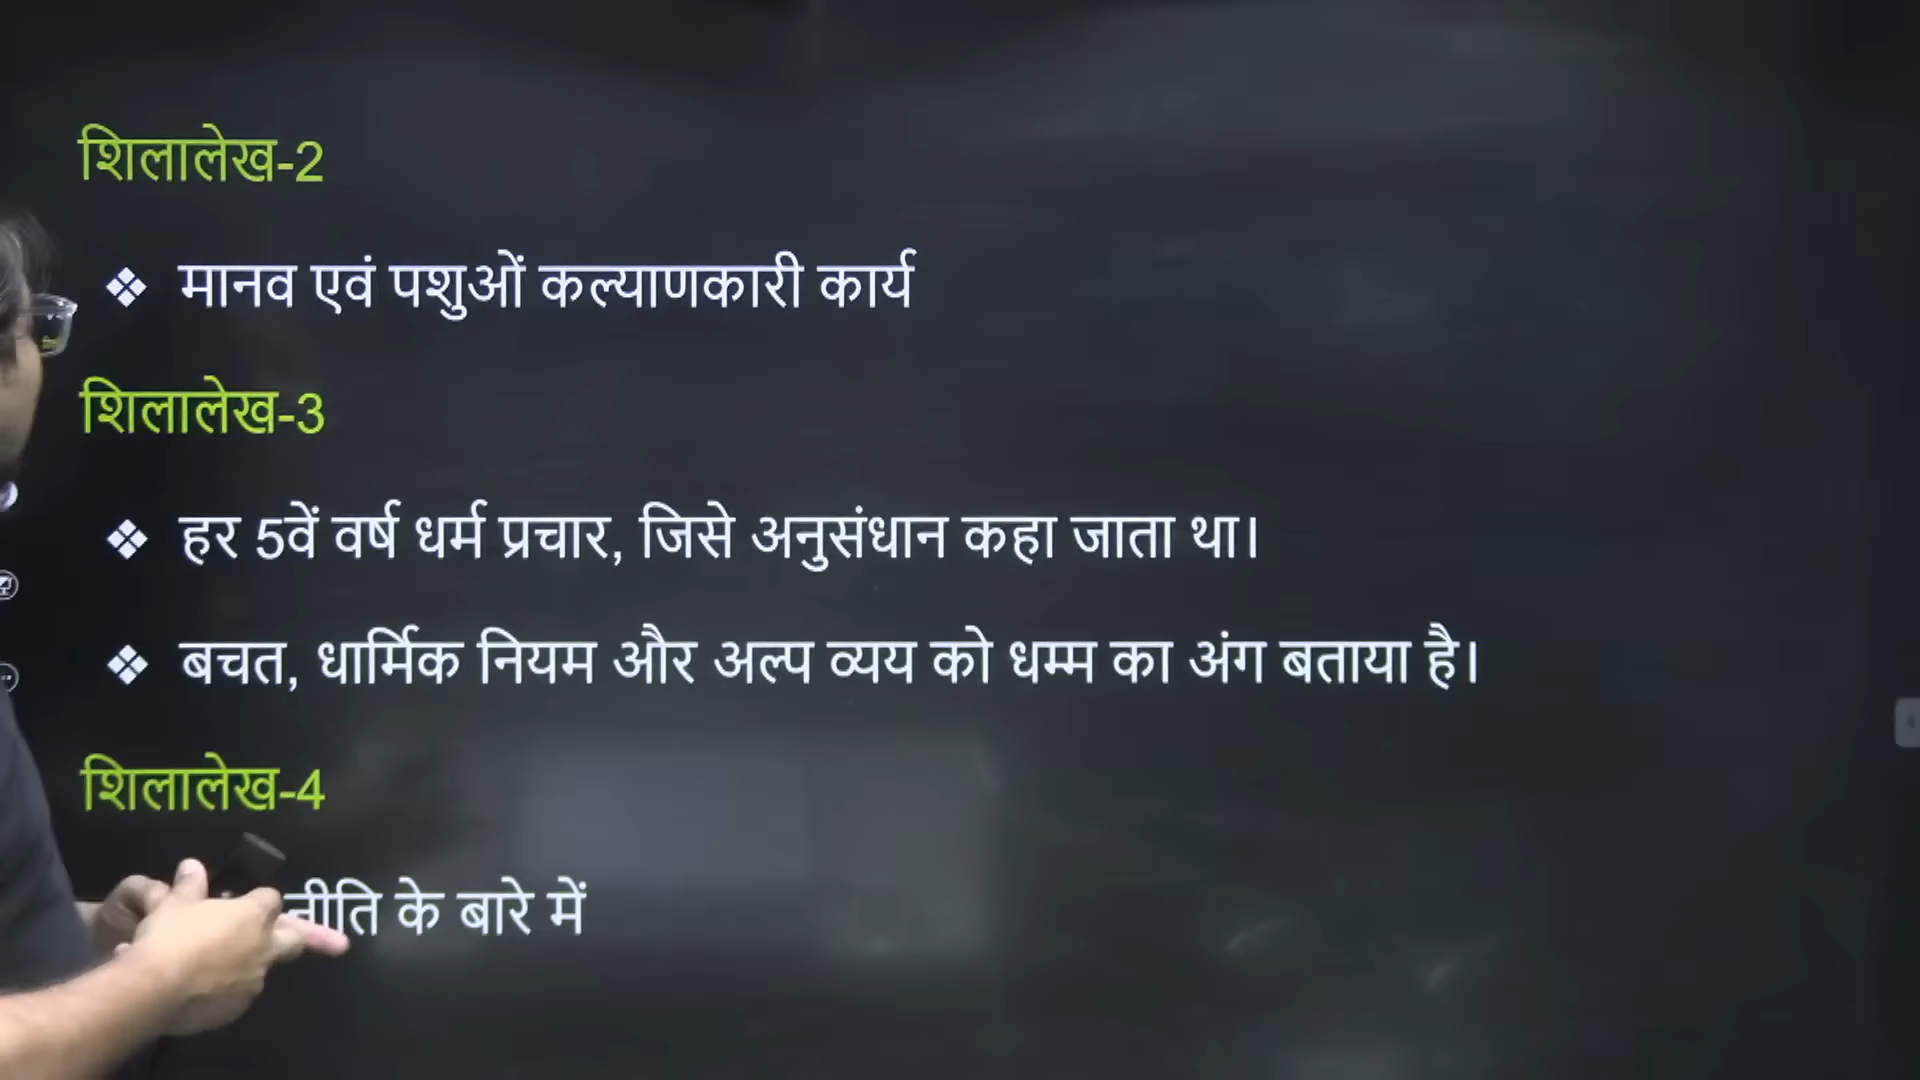 शिलालेख-2
❖ मानव एवं पशुओं कल्याणकारी कार्य
शिलालेख-3
❖ हर 5वें वर्ष धर्म प्रचार, जिसे अनुसंधान कहा जाता था।
❖ बचत, धार्मिक नियम और अल्प व्यय को धम्म का अंग बताया है।
शिलालेख-4
नीति के बारे में